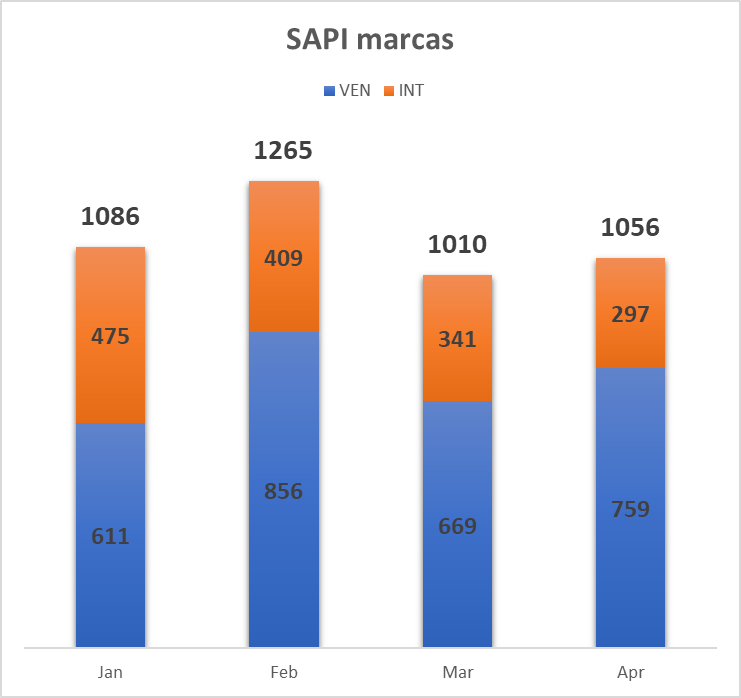 SAPI marcas
VEN INT
1086 1265 1010 1056
475 409 341 297
611 856 669 759
Jan Feb Mar Apr